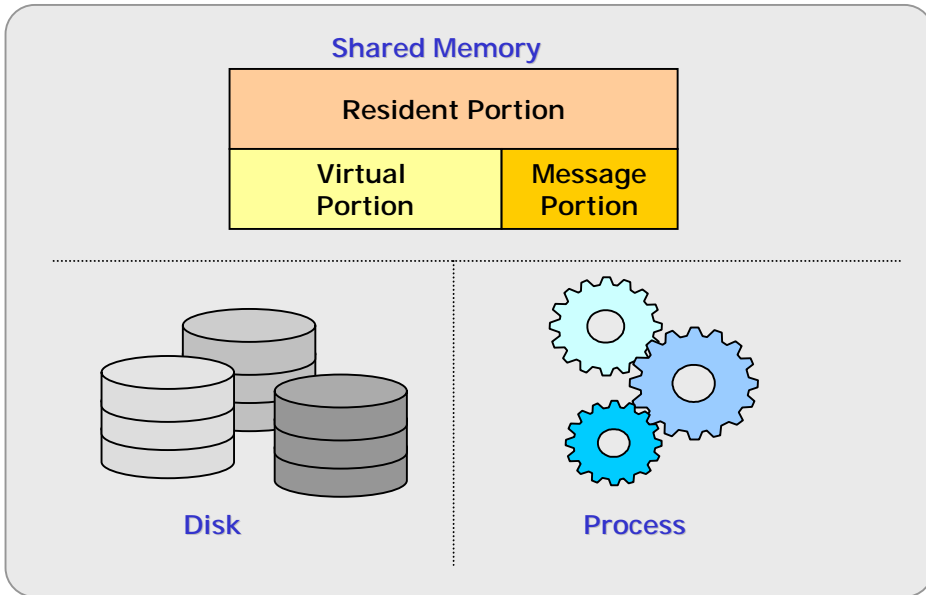 Shared Memory
Resident Portion
Virtual
Portion
Message
Portion
Disk
Process